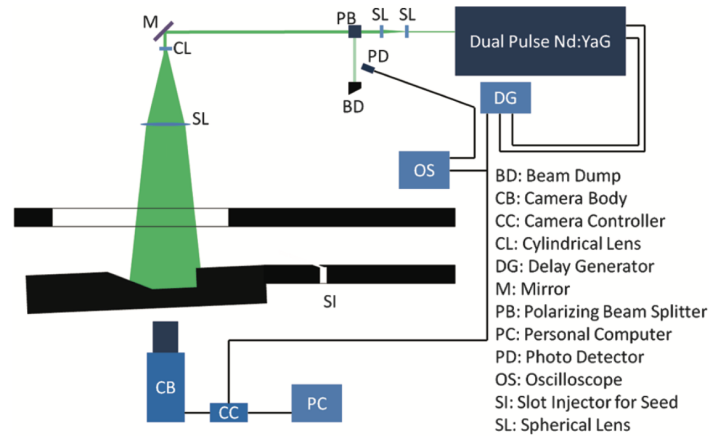 M
PB
SL
SL
Dual Pulse Nd:YaG
CL
PD
BD
DG
SL
OS
SI
CB
CC
PC
BD: Beam Dump
CB: Camera Body
CC: Camera Controller
CL: Cylindrical Lens
DG: Delay Generator
M: Mirror
PB: Polarizing Beam Splitter
PC: Personal Computer
PD: Photo Detector
OS: Oscilloscope
SI: Slot Injector for Seed
SL: Spherical Lens